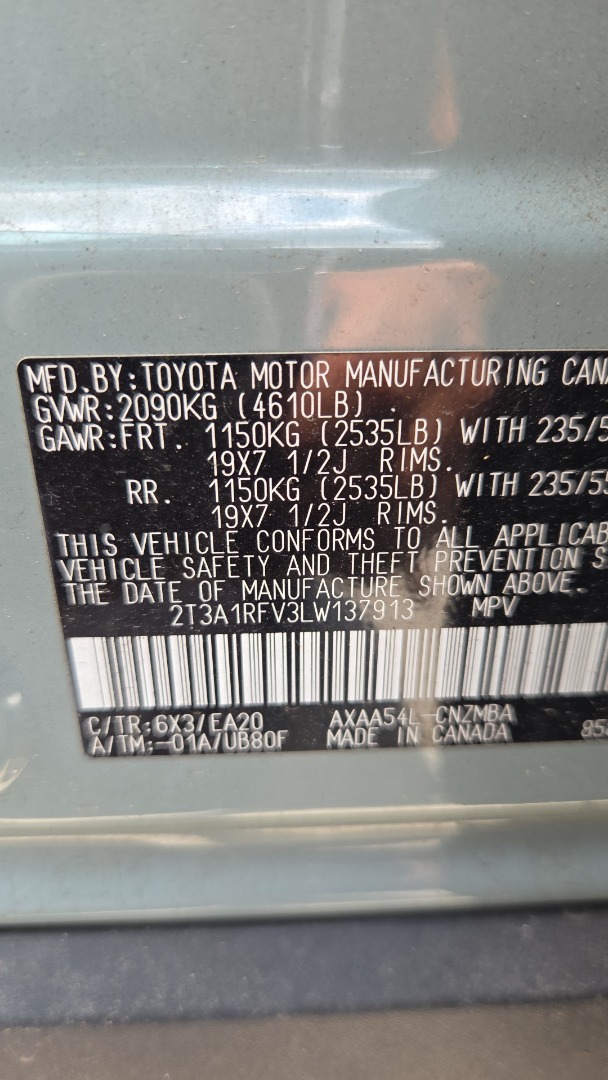 MFD.BY:TOYOTA MOTOR MANUFACTURING CANA
GVWR:2090KG (4610LB)
GAWR:FRT. 1150KG (2535LB) WITH 235/5
19X7 1/2J RIMS.
RR. 1150KG (2535LB) WITH 235/55
19X7 1/2J RIMS.
THIS VEHICLE CONFORMS TO ALL APPLICAB
VEHICLE SAFETY AND THEFT PREVENTION S
THE DATE OF MANUFACTURE SHOWN ABOVE.
2T3A1RFV3LW137913 MPV
C/TR:6X3/EA20 AXAA54L-CNZMBA
A/TM:-01A/UB80F MADE IN CANADA 858